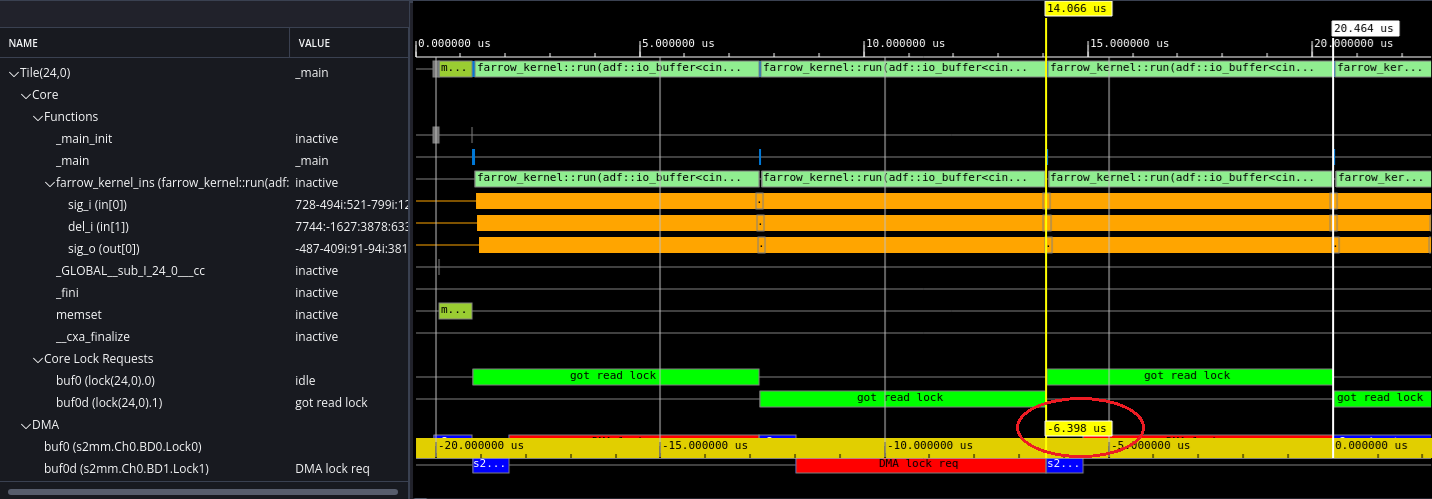 14.066 us
20.464 us
NAME VALUE
0.000000 us 5.000000 us 10.000000 us 15.000000 us 20.000000 us
Tile(24,0) _main m... farrow_kernel::run(adf::io_buffer<cin... farrow_kernel::run(adf::io_buffer<cin... farrow_kernel::run(adf::io_buffer<cin... farrow_ker...
Core
Functions
_main_init inactive
_main _main
farrow_kernel_ins (farrow_kernel::run(adf: inactive farrow_kernel::run(adf::io_buffer<cin... farrow_kernel::run(adf::io_buffer<cin... farrow_kernel::run(adf::io_buffer<cin... farrow_ker...
sig_i (in[0]) 728-494i:521-799i:12
del_i (in[1]) 7744:-1627:3878:633
sig_o (out[0]) -487-409i:91-94i:381
_GLOBAL__sub_I_24_0___cc inactive
_fini inactive
memset inactive m...
__cxa_finalize inactive
Core Lock Requests
buf0 (lock(24,0).0) idle got read lock got read lock
buf0d (lock(24,0).1) got read lock got read lock got read lock
DMA -6.398 us
buf0 (s2mm.Ch0.BD0.Lock0) -20.000000 us -15.000000 us -10.000000 us -5.000000 us 0.000000 us
buf0d (s2mm.Ch0.BD1.Lock1) DMA lock req s2... DMA lock req s2...